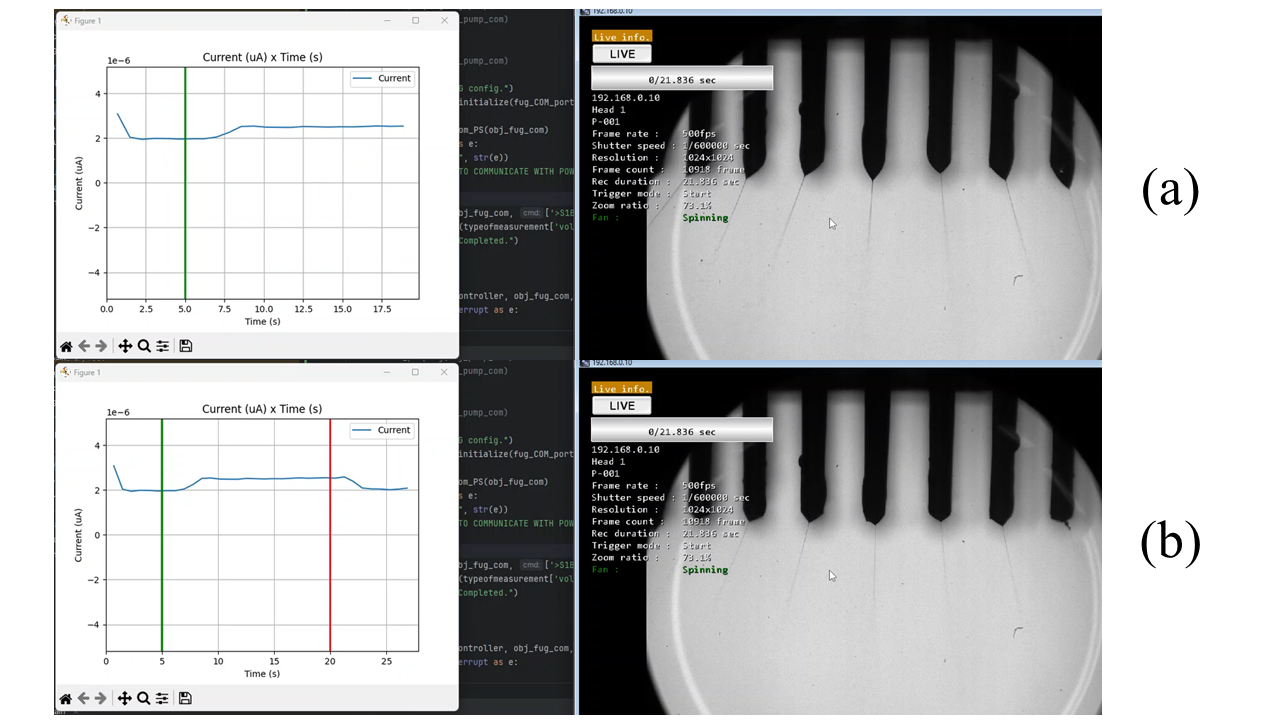 Figure 1
Current (uA) x Time (s)
1e−6
Current
4
2
0
−2
−4
Current (uA)
0.0 2.5 5.0 7.5 10.0 12.5 15.0 17.5
Time (s)
_pump_com)
G config.")
initialize(fug_COM_port
om_PS(obj_fug_com)
s e:
", str(e))
TO COMMUNICATE WITH POW
bj_fug_com, cmd: ['>S1B
(typeofmeasurement['vol
Completed.")
ontroller, obj_fug_com,
errupt as e:
192.168.0.10
Live info.
LIVE
0/21.836 sec
192.168.0.10
Head 1
P-001
Frame rate : 500fps
Shutter speed : 1/600000 sec
Resolution : 1024x1024
Frame count : 10918 frame
Rec duration : 21.836 sec
Trigger mode : Start
Zoom ratio : 73.1%
Fan : Spinning
(a)
Figure 1
Current (uA) x Time (s)
1e−6
Current
4
2
0
−2
−4
Current (uA)
0 5 10 15 20 25
Time (s)
_pump_com)
_pump_com)
G config.")
initialize(fug_COM_port
om_PS(obj_fug_com)
s e:
", str(e))
TO COMMUNICATE WITH POW
bj_fug_com, cmd: ['>S1B
(typeofmeasurement['vol
Completed.")
ontroller, obj_fug_com,
errupt as e:
192.168.0.10
Live info.
LIVE
0/21.836 sec
192.168.0.10
Head 1
P-001
Frame rate : 500fps
Shutter speed : 1/600000 sec
Resolution : 1024x1024
Frame count : 10918 frame
Rec duration : 21.836 sec
Trigger mode : Start
Zoom ratio : 73.1%
Fan : Spinning
(b)